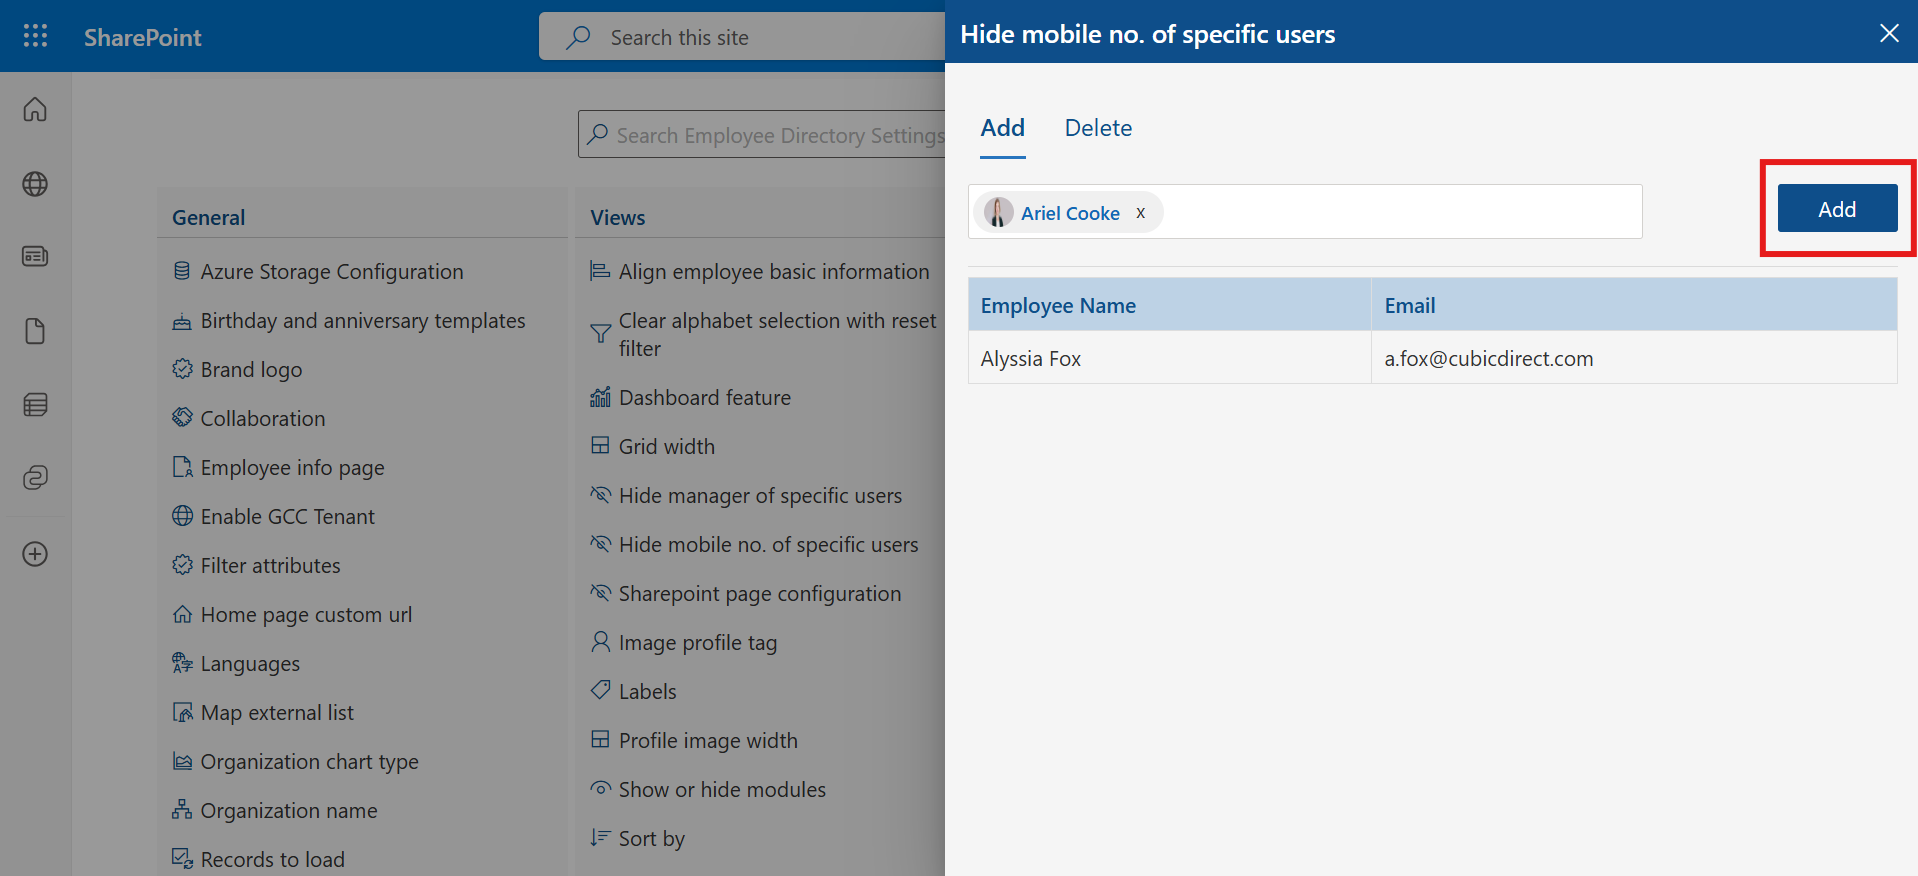 SharePoint
Search this site
Hide mobile no. of specific users
Search Employee Directory Settings
General
Azure Storage Configuration
Birthday and anniversary templates
Brand logo
Collaboration
Employee info page
Enable GCC Tenant
Filter attributes
Home page custom url
Languages
Map external list
Organization chart type
Organization name
Records to load
Views
Align employee basic information
Clear alphabet selection with reset
filter
Dashboard feature
Grid width
Hide manager of specific users
Hide mobile no. of specific users
Sharepoint page configuration
Image profile tag
Labels
Profile image width
Show or hide modules
Sort by
Add Delete
Ariel Cooke x
Add
Employee Name Email
Alyssia Fox a.fox@cubicdirect.com